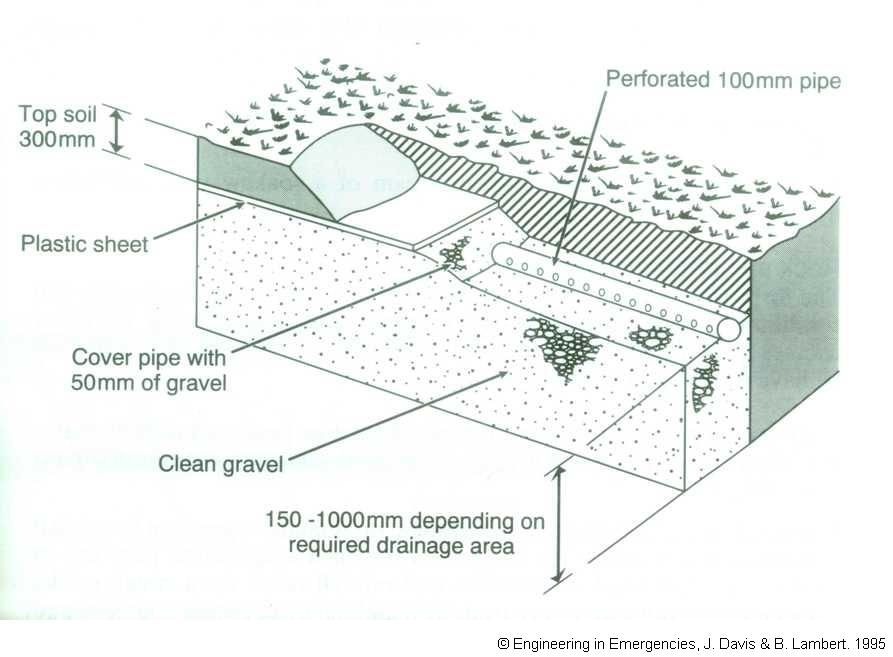 Perforated 100mm pipe
Top soil
300mm
Plastic sheet
Cover pipe with
50mm of gravel
Clean gravel
150 -1000mm depending on
required drainage area
© Engineering in Emergencies, J. Davis & B. Lambert. 1995